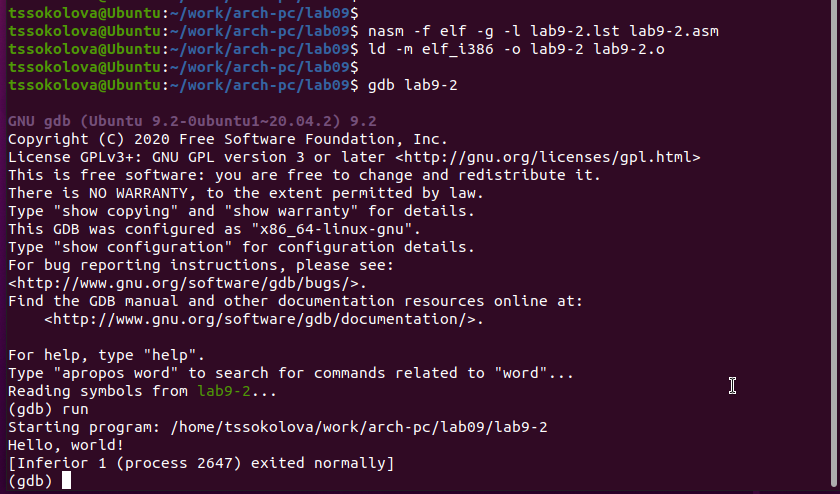 tssokolova@Ubuntu:~/work/arch-pc/lab09$
tssokolova@Ubuntu:~/work/arch-pc/lab09$ nasm -f elf -g -l lab9-2.lst lab9-2.asm
tssokolova@Ubuntu:~/work/arch-pc/lab09$ ld -m elf_i386 -o lab9-2 lab9-2.o
tssokolova@Ubuntu:~/work/arch-pc/lab09$
tssokolova@Ubuntu:~/work/arch-pc/lab09$ gdb lab9-2
GNU gdb (Ubuntu 9.2-0ubuntu1~20.04.2) 9.2
Copyright (C) 2020 Free Software Foundation, Inc.
License GPLv3+: GNU GPL version 3 or later <http://gnu.org/licenses/gpl.html>
This is free software: you are free to change and redistribute it.
There is NO WARRANTY, to the extent permitted by law.
Type "show copying" and "show warranty" for details.
This GDB was configured as "x86_64-linux-gnu".
Type "show configuration" for configuration details.
For bug reporting instructions, please see:
<http://www.gnu.org/software/gdb/bugs/>.
Find the GDB manual and other documentation resources online at:
    <http://www.gnu.org/software/gdb/documentation/>.
For help, type "help".
Type "apropos word" to search for commands related to "word"...
Reading symbols from lab9-2...
(gdb) run
Starting program: /home/tssokolova/work/arch-pc/lab09/lab9-2
Hello, world!
[Inferior 1 (process 2647) exited normally]
(gdb)